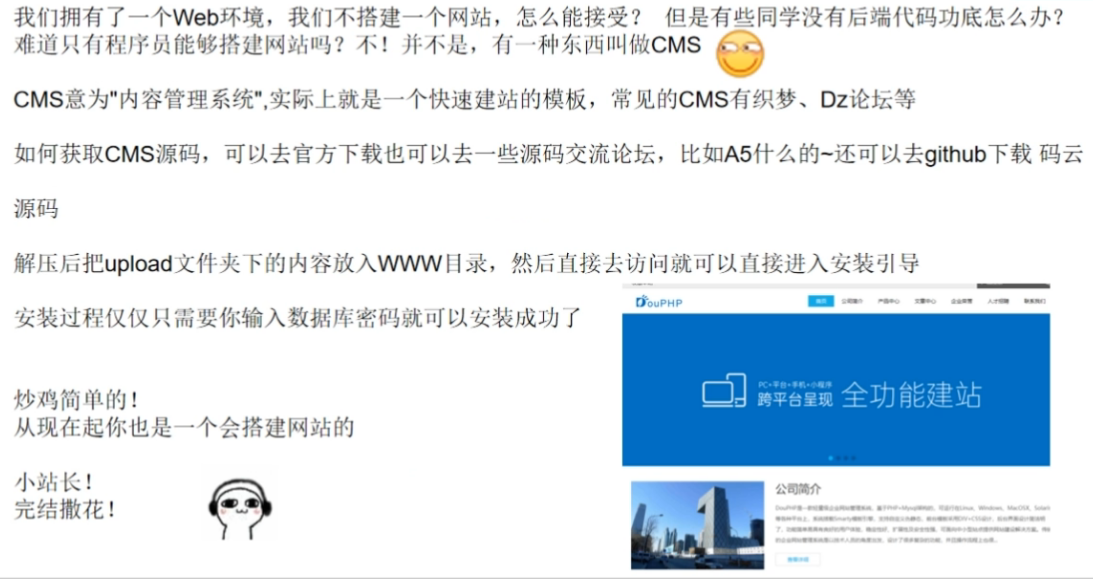 我们拥有了一个Web环境，我们不搭建一个网站，怎么能接受？ 但是有些同学没有后端代码功底怎么办？
难道只有程序员能够搭建网站吗？不！并不是，有一种东西叫做CMS
CMS意为"内容管理系统",实际上就是一个快速建站的模板，常见的CMS有织梦、Dz论坛等
如何获取CMS源码，可以去官方下载也可以去一些源码交流论坛，比如A5什么的~还可以去github下载 码云
源码
解压后把upload文件夹下的内容放入WWW目录，然后直接去访问就可以直接进入安装引导
安装过程仅仅只需要你输入数据库密码就可以安装成功了
炒鸡简单的！
从现在起你也是一个会搭建网站的
小站长！
完结撒花！
DouPHP
首页 公司简介 产品中心 文章中心 企业荣誉 人才招聘 联系我们
PC+平台+手机+小程序
跨平台呈现 全功能建站
公司简介